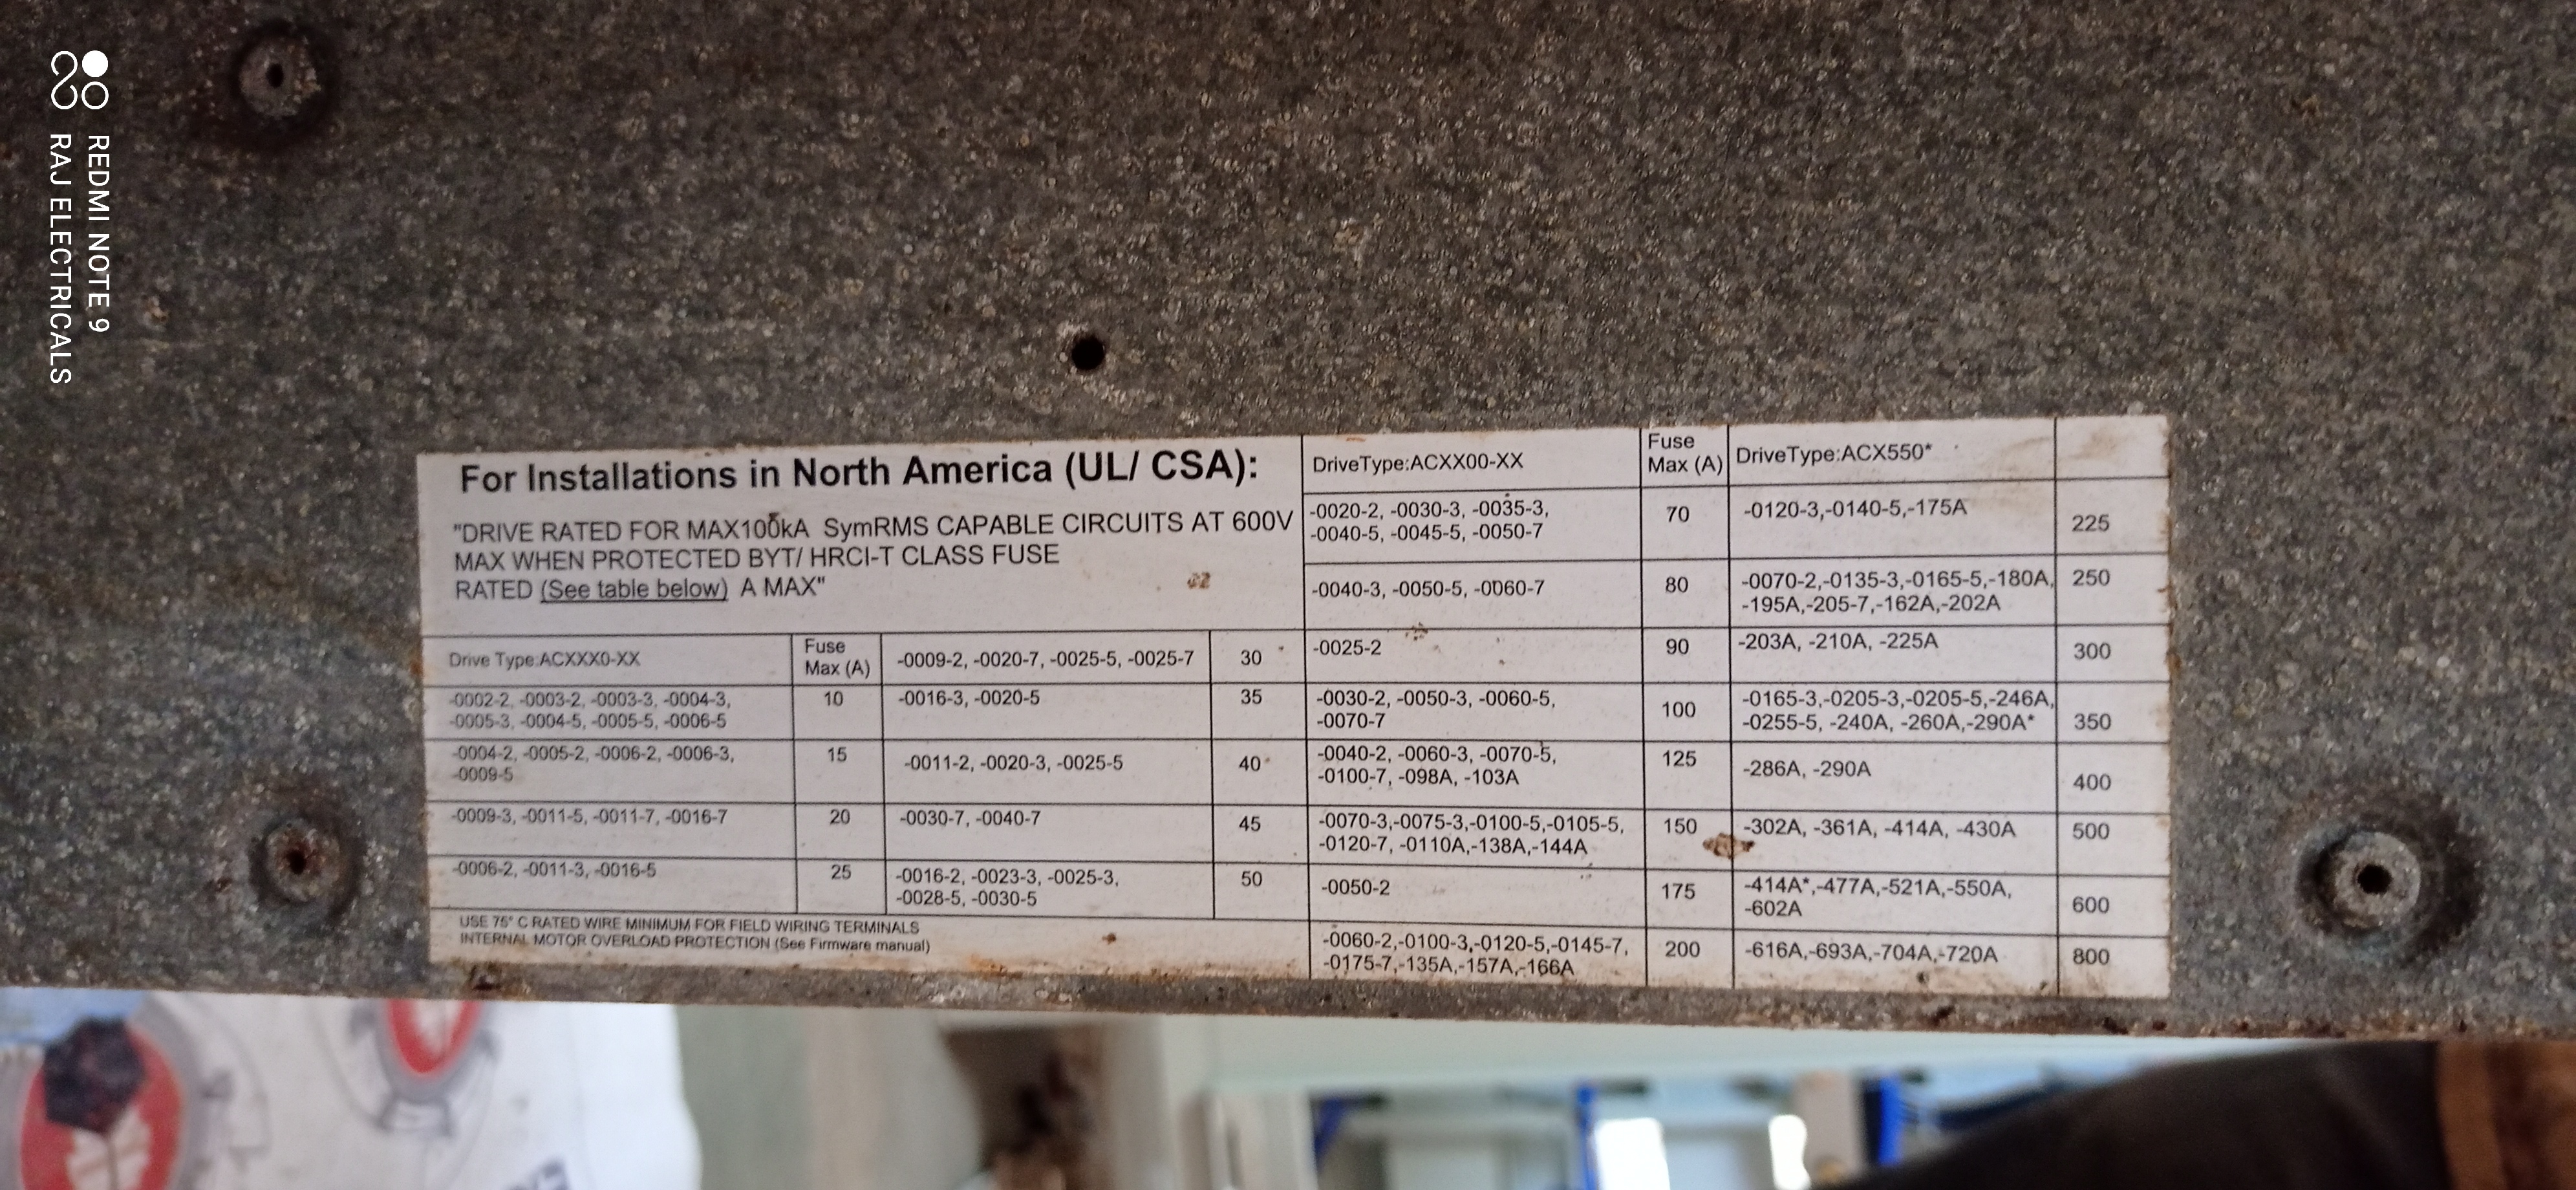 REDMI NOTE 9
RAJ ELECTRICALS
For Installations in North America (UL/ CSA):
"DRIVE RATED FOR MAX100kA SymRMS CAPABLE CIRCUITS AT 600V
MAX WHEN PROTECTED BYT/ HRCI-T CLASS FUSE
RATED (See table below) A MAX"
Drive Type:ACXXX0-XX
Fuse
Max (A)
-0009-2, -0020-7, -0025-5, -0025-7 30
-0002-2, -0003-2, -0003-3, -0004-3,
-0005-3, -0004-5, -0005-5, -0006-5
10
-0016-3, -0020-5 35
-0004-2, -0005-2, -0006-2, -0006-3,
-0009-5
15
-0011-2, -0020-3, -0025-5 40
-0009-3, -0011-5, -0011-7, -0016-7 20
-0030-7, -0040-7 45
-0006-2, -0011-3, -0016-5 25
-0016-2, -0023-3, -0025-3,
-0028-5, -0030-5
50
USE 75° C RATED WIRE MINIMUM FOR FIELD WIRING TERMINALS
INTERNAL MOTOR OVERLOAD PROTECTION (See Firmware manual)
DriveType:ACXX00-XX
Fuse
Max (A)
DriveType:ACX550*
-0020-2, -0030-3, -0035-3,
-0040-5, -0045-5, -0050-7
70
-0120-3,-0140-5,-175A 225
-0040-3, -0050-5, -0060-7 80
-0070-2,-0135-3,-0165-5,-180A,
-195A,-205-7,-162A,-202A
250
-0025-2 90
-203A, -210A, -225A 300
-0030-2, -0050-3, -0060-5,
-0070-7
100
-0165-3,-0205-3,-0205-5,-246A,
-0255-5, -240A, -260A,-290A*
350
-0040-2, -0060-3, -0070-5,
-0100-7, -098A, -103A
125
-286A, -290A 400
-0070-3,-0075-3,-0100-5,-0105-5,
-0120-7, -0110A,-138A,-144A
150
-302A, -361A, -414A, -430A 500
-0050-2 175
-414A*,-477A,-521A,-550A,
-602A
600
-0060-2,-0100-3,-0120-5,-0145-7,
-0175-7,-135A,-157A,-166A
200
-616A,-693A,-704A,-720A 800